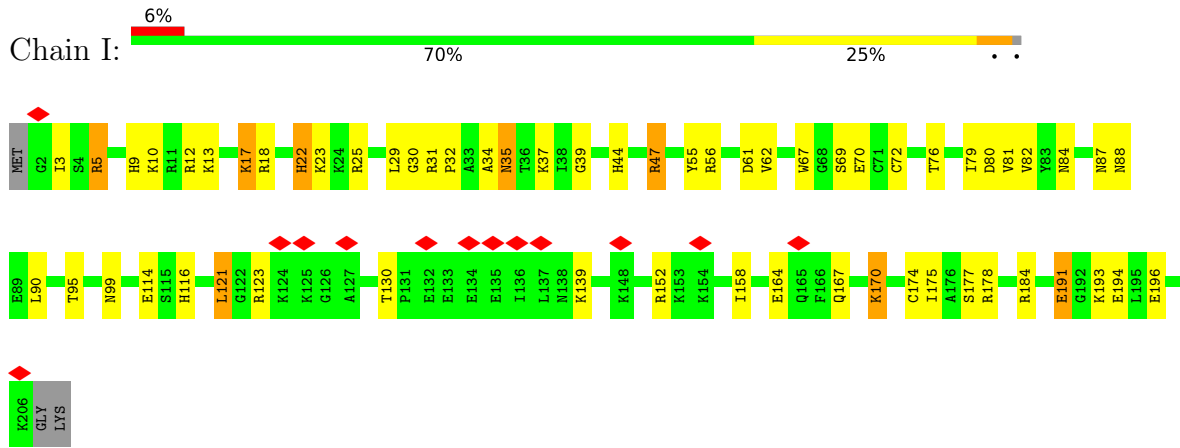 6%
Chain I:
70% 25% • •
MET G2 I3 S4 R5 H9 K10 R11 R12 K13 K17 R18 H22 K23 K24 R25 L29 G30 R31 P32 A33 A34 N35 T36 K37 I38 G39 H44 R47 Y55 R56 D61 V62 W67 G68 S69 E70 C71 C72 T76 I79 D80 V81 V82 Y83 N84 N87 N88
E89 L90 T95 N99 E114 S115 H116 L121 G122 R123 K124 K125 G126 A127 T130 P131 E132 E133 E134 E135 I136 L137 N138 K139 K148 R152 K153 K154 I158 E164 Q165 F166 Q167 K170 C174 I175 A176 S177 R178 R184 E191 G192 K193 E194 L195 E196
K206 GLY LYS